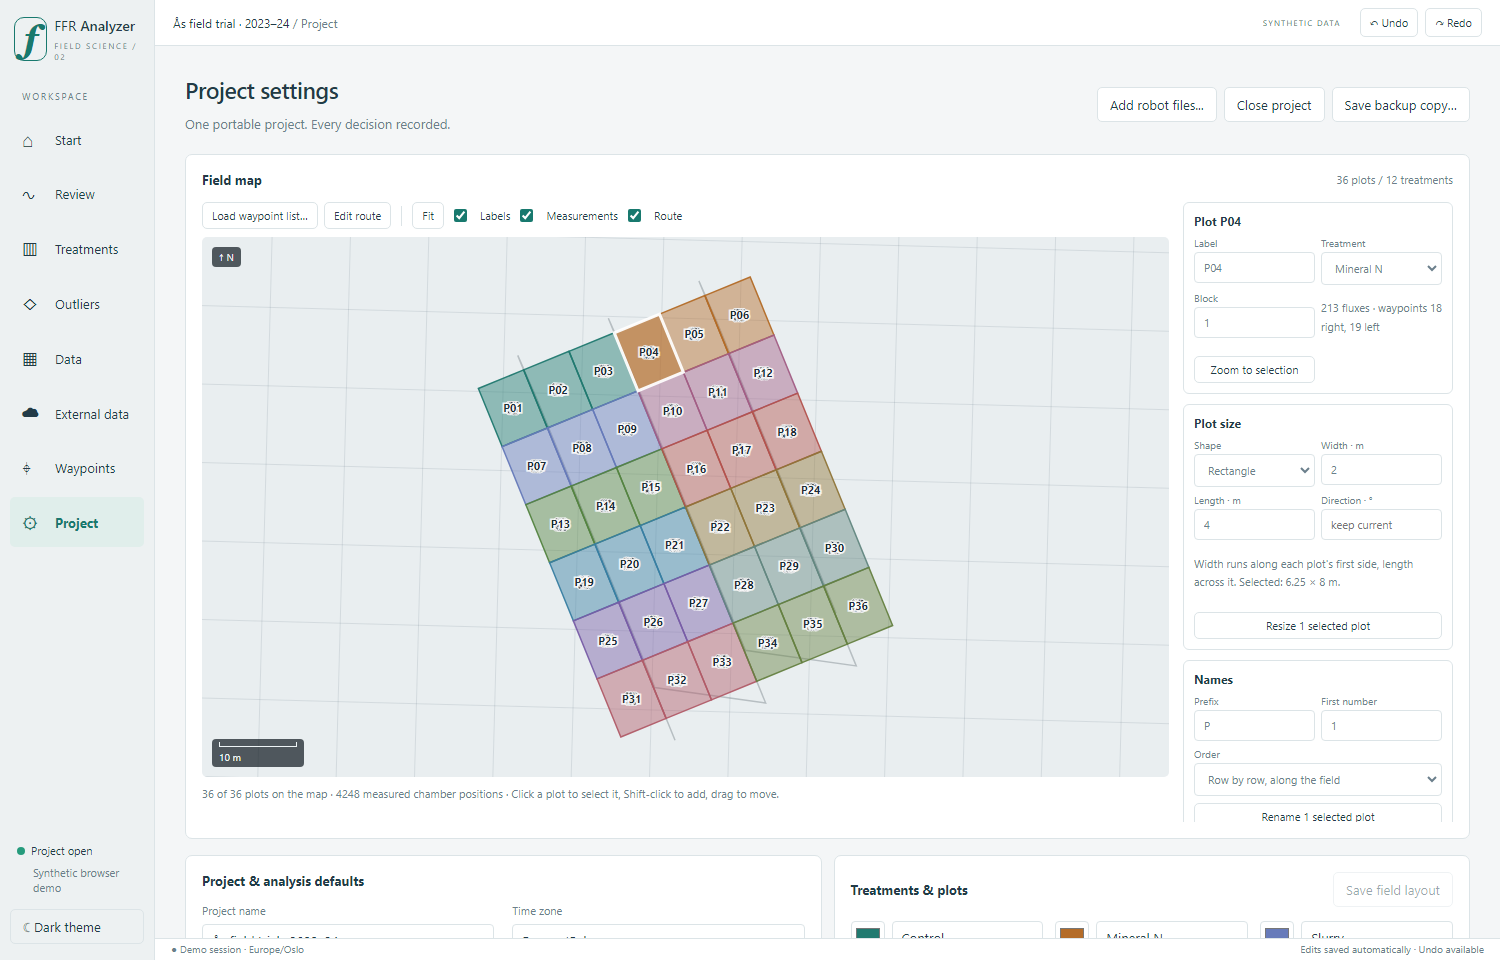 FFR Analyzer
FIELD SCIENCE / 02
WORKSPACE
Start
Review
Treatments
Outliers
Data
External data
Waypoints
Project
Project open
Synthetic browser demo
Dark theme
Ås field trial · 2023–24 / Project
SYNTHETIC DATA
Undo
Redo
Project settings
One portable project. Every decision recorded.
Add robot files...
Close project
Save backup copy...
Field map
36 plots / 12 treatments
Load waypoint list...
Edit route
Fit
Labels
Measurements
Route
↑ N
P01
P02
P03
P04
P05
P06
P07
P08
P09
P10
P11
P12
P13
P14
P15
P16
P17
P18
P19
P20
P21
P22
P23
P24
P25
P26
P27
P28
P29
P30
P31
P32
P33
P34
P35
P36
10 m
36 of 36 plots on the map · 4248 measured chamber positions · Click a plot to select it, Shift-click to add, drag to move.
Plot P04
Label
Treatment
P04
Mineral N
Block
1
213 fluxes · waypoints 18 right, 19 left
Zoom to selection
Plot size
Shape
Width · m
Rectangle
2
Length · m
Direction · °
4
keep current
Width runs along each plot's first side, length across it. Selected: 6.25 × 8 m.
Resize 1 selected plot
Names
Prefix
First number
P
1
Order
Row by row, along the field
Rename 1 selected plot
Project & analysis defaults
Project name
Time zone
Treatments & plots
Save field layout
Control
Mineral N
Slurry
Demo session · Europe/Oslo
Edits saved automatically · Undo available